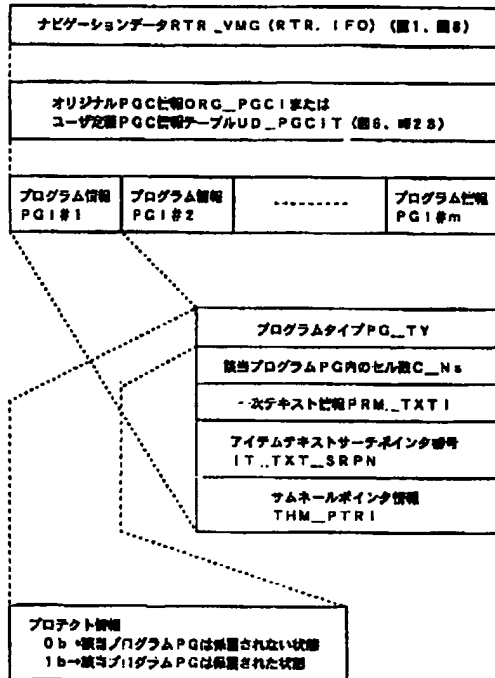 ナビゲーションデータRTR_VMG(RTR.IFO)(図1、図6)
オリジナルPGC情報ORG_PGCIまたは
ユーザ定義PGC情報テーブルUD_PGCIT(図6、
プログラム情報
PGI#1
プログラム情報
PGI#2
---------
プログラム情報
PGI#m
プログラムタイプPG_TY
該当プログラムPG内のセル数C_Ns
一次テキスト情報PRM_TXTI
アイテムテキストサーチポインタ番号
IT_TXT_SRPN
サムネールポインタ情報
THM_PTRI
プロテクト情報
0b→該当プログラムPGは保護されない状態
1b→該当プログラムPGは保護された状態